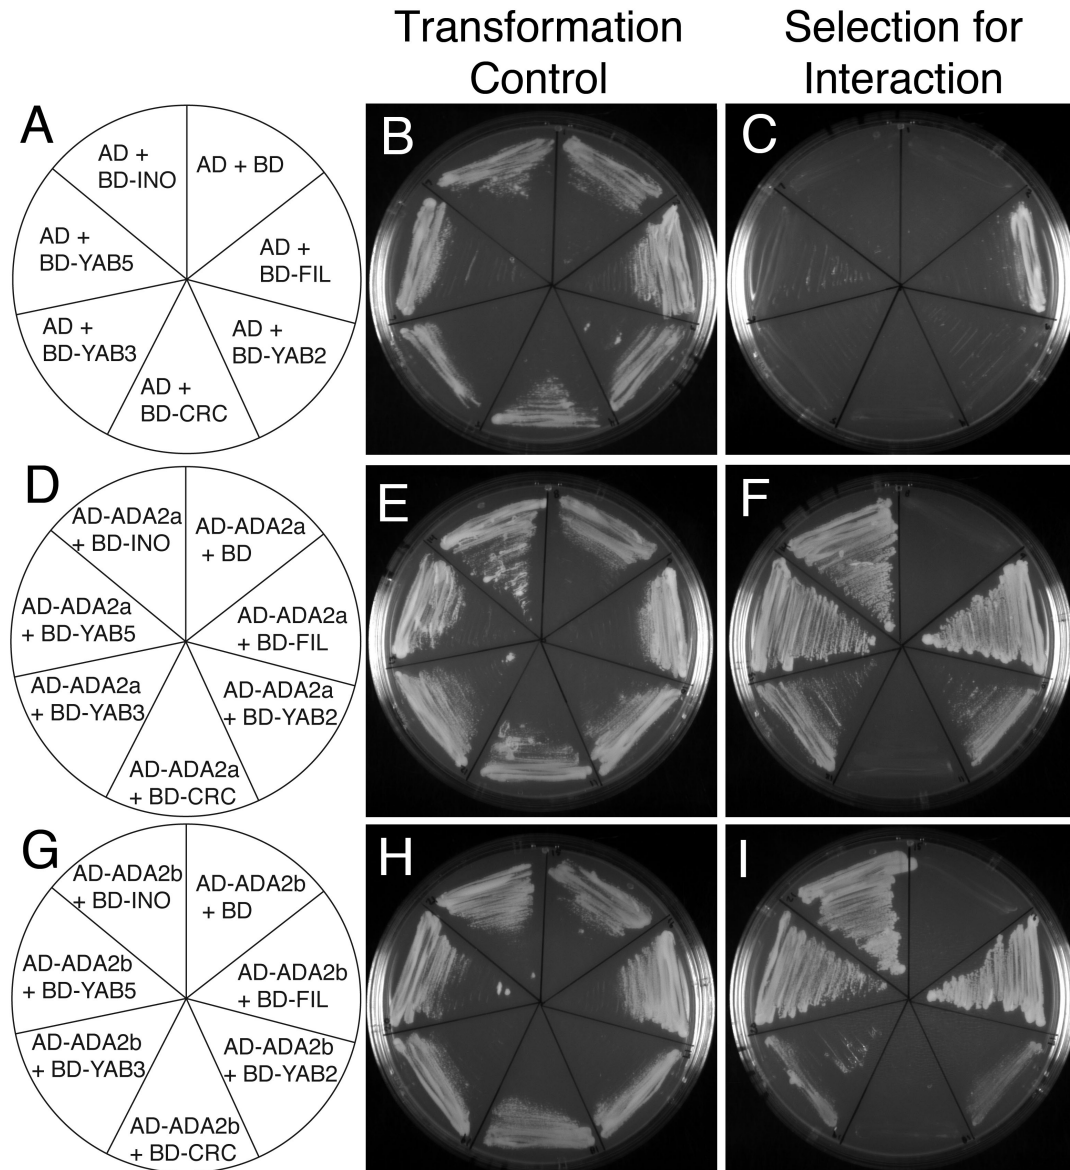 Transformation
Control
Selection for
Interaction
A
AD +
BD-INO
AD + BD
AD +
BD-YAB5
AD +
BD-FIL
AD +
BD-YAB3
AD +
BD-YAB2
AD +
BD-CRC
B
C
D
AD-ADA2a
+ BD-INO
AD-ADA2a
+ BD
AD-ADA2a
+ BD-YAB5
AD-ADA2a
+ BD-FIL
AD-ADA2a
+ BD-YAB3
AD-ADA2a
+ BD-YAB2
AD-ADA2a
+ BD-CRC
E
F
G
AD-ADA2b
+ BD-INO
AD-ADA2b
+ BD
AD-ADA2b
+ BD-YAB5
AD-ADA2b
+ BD-FIL
AD-ADA2b
+ BD-YAB3
AD-ADA2b
+ BD-YAB2
AD-ADA2b
+ BD-CRC
H
I